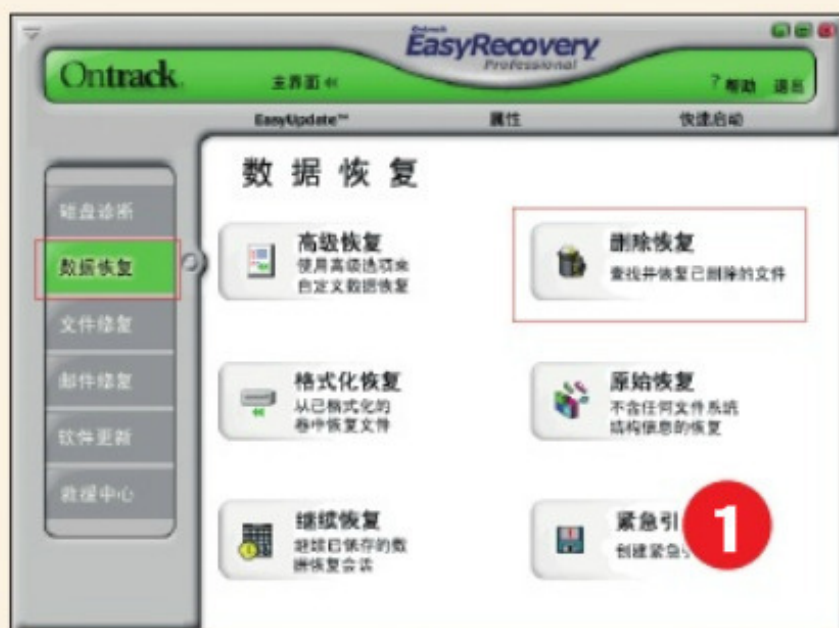 Ontrack
EasyRecovery
Professional
Ontrack.
主界面
?帮助 退出
EasyUpdate™ 属性 快速启动
磁盘诊断
数据恢复
文件修复
邮件修复
软件更新
救援中心
数据恢复
高级恢复
使用高级选项来
自定义数据恢复
删除恢复
查找并恢复已删除的文件
格式化恢复
从已格式化的
卷中恢复文件
原始恢复
不含任何文件系统
结构信息的恢复
继续恢复
继续已保存的数
据恢复会话
紧急引
创建紧急
1